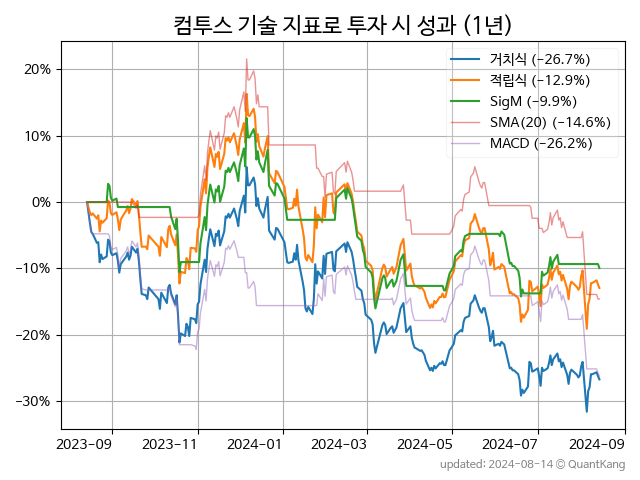 컴투스 기술 지표로 투자 시 성과 (1년)
거치식 (−26.7%)
적립식 (−12.9%)
SigM (−9.9%)
SMA(20) (−14.6%)
MACD (−26.2%)
20%
10%
0%
−10%
−20%
−30%
2023-09 2023-11 2024-01 2024-03 2024-05 2024-07 2024-09
updated: 2024-08-14 © QuantKang